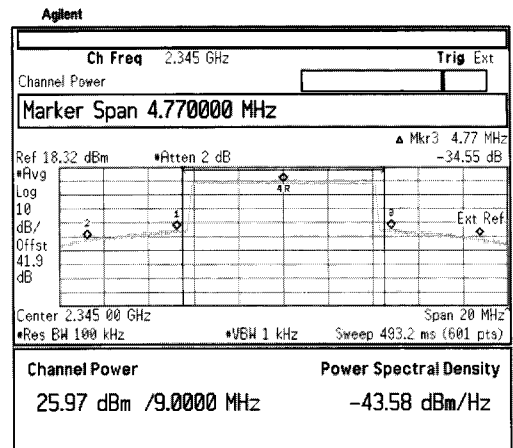 Agilent
Ch Freq 2.345 GHz Trig Ext
Channel Power
Marker Span 4.770000 MHz
Δ Mkr3 4.77 MHz
Ref 18.32 dBm #Atten 2 dB -34.55 dB
#Avg
Log
10
dB/
Offst
41.9
dB
2
1
4R
3
Ext Ref
Center 2.345 00 GHz Span 20 MHz^
#Res BW 100 kHz #VBW 1 kHz Sweep 493.2 ms (601 pts)
Channel Power Power Spectral Density
25.97 dBm /9.0000 MHz -43.58 dBm/Hz